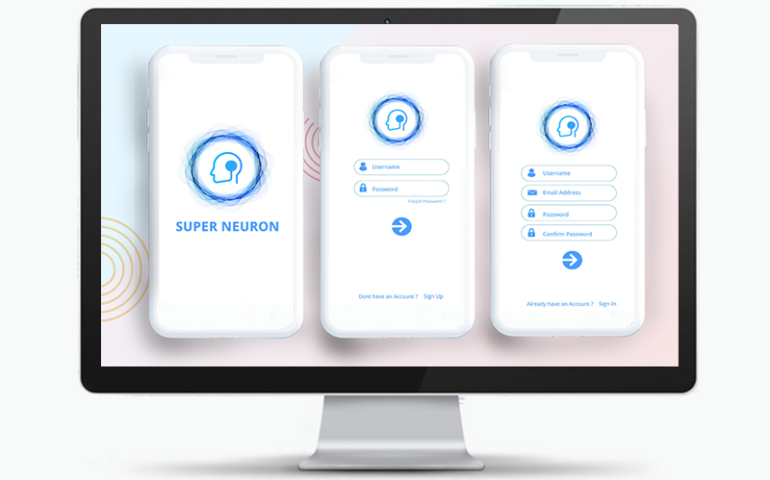 SUPER NEURON
Username
Password
Forgot Password ?
Dont have an Account ? Sign Up
Username
Email Address
Password
Confirm Password
Already have an Account ? Sign In